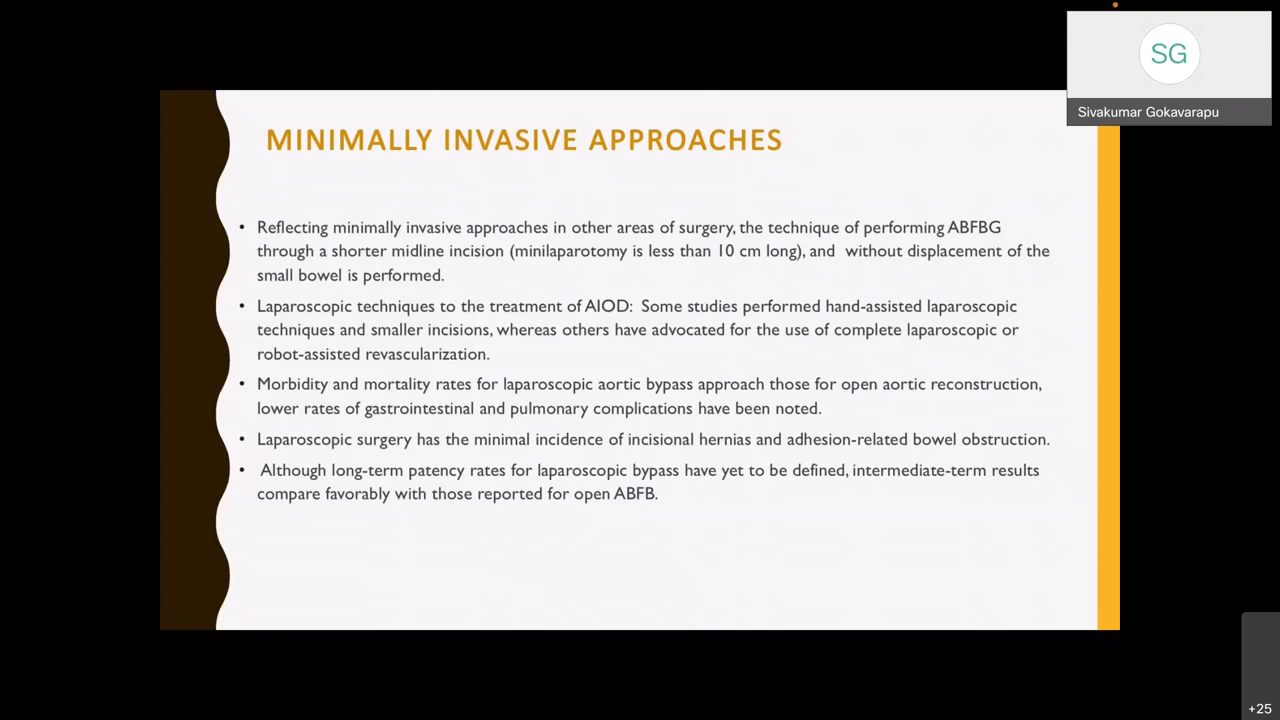 SG
Sivakumar Gokavarapu
MINIMALLY INVASIVE APPROACHES
• Reflecting minimally invasive approaches in other areas of surgery, the technique of performing ABFBG
through a shorter midline incision (minilaparotomy is less than 10 cm long), and without displacement of the
small bowel is performed.
• Laparoscopic techniques to the treatment of AIOD: Some studies performed hand-assisted laparoscopic
techniques and smaller incisions, whereas others have advocated for the use of complete laparoscopic or
robot-assisted revascularization.
• Morbidity and mortality rates for laparoscopic aortic bypass approach those for open aortic reconstruction,
lower rates of gastrointestinal and pulmonary complications have been noted.
• Laparoscopic surgery has the minimal incidence of incisional hernias and adhesion-related bowel obstruction.
• Although long-term patency rates for laparoscopic bypass have yet to be defined, intermediate-term results
compare favorably with those reported for open ABFB.
+25